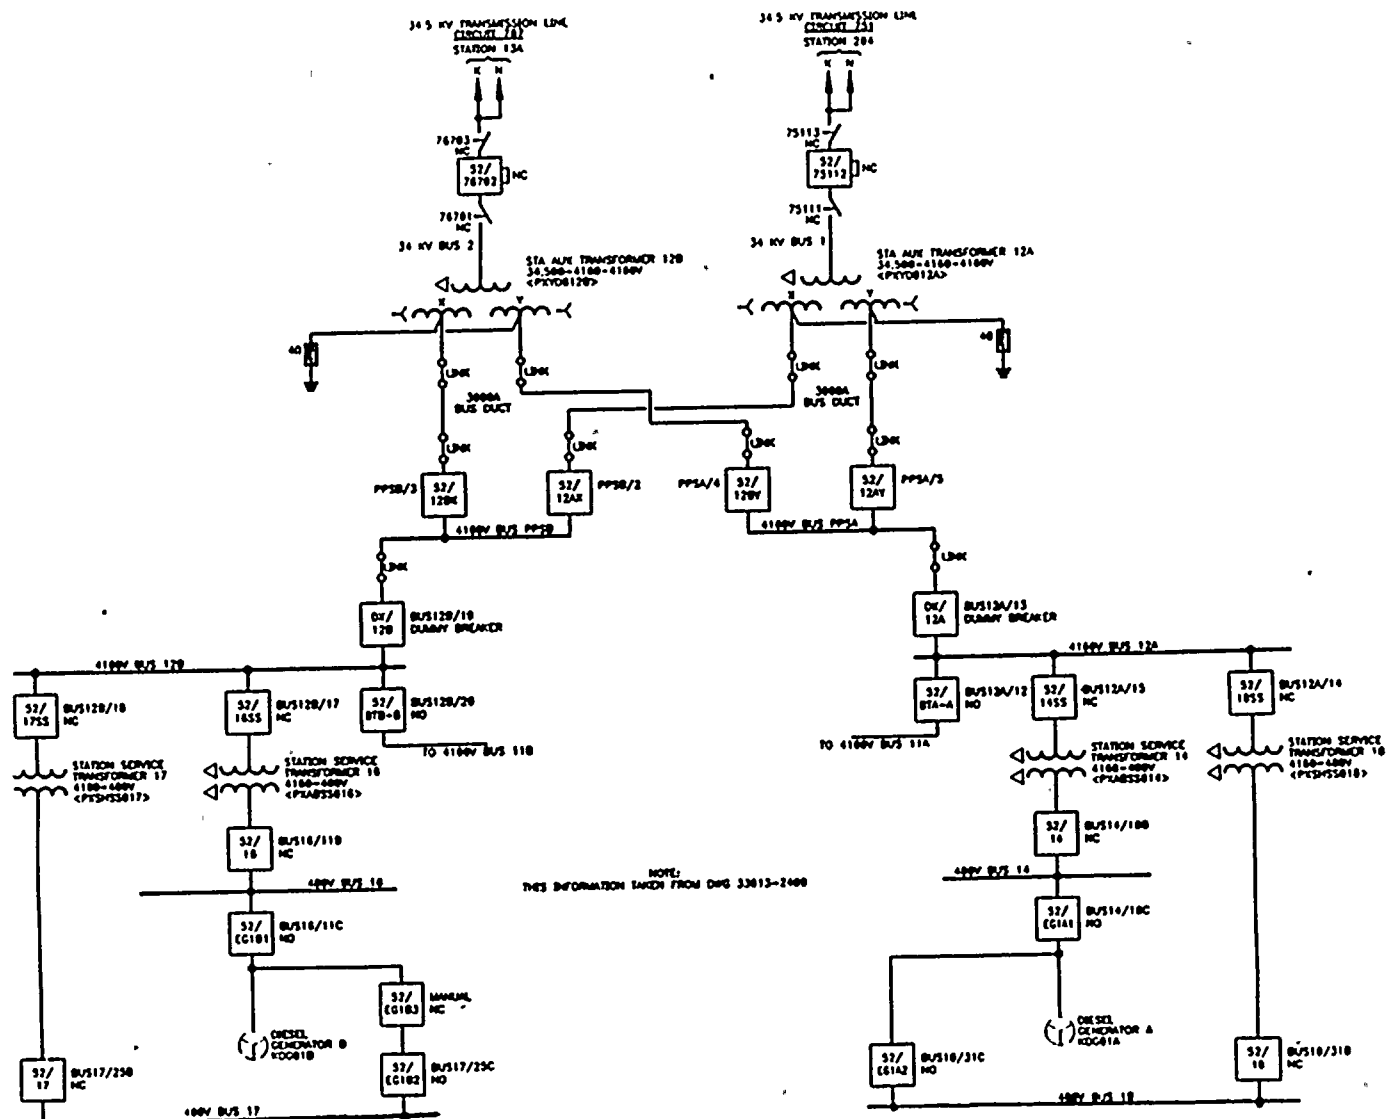 34 5 KV TRANSMISSION LINE
CIRCUIT 767
STATION 13A
K N
34 5 KV TRANSMISSION LINE
CIRCUIT 751
STATION 204
K N
76703
NC
52/
76702
NC
76701
NC
34 KV BUS 2
75113
NC
52/
75112
NC
75111
NC
34 KV BUS 1
STA AUX TRANSFORMER 12B
34,500-4160-4160V
<PXYD012B>
STA AUX TRANSFORMER 12A
34,500-4160-4160V
<PXYD012A>
X Y
X Y
LINK
LINK
LINK
LINK
3000A
BUS DUCT
3000A
BUS DUCT
LINK
LINK
LINK
LINK
PPSB/3
52/
12BX
52/
12AX
PPSB/2
PPSA/4
52/
12BY
52/
12AY
PPSA/5
4160V BUS PPSB
4160V BUS PPSA
LINK
LINK
DX/
12B
BUS12B/19
DUMMY BREAKER
DX/
12A
BUS12A/13
DUMMY BREAKER
4160V BUS 12B
4160V BUS 12A
52/
17SS
BUS12B/18
NC
52/
16SS
BUS12B/17
NC
52/
BTB-B
BUS12B/20
NO
TO 4160V BUS 11B
52/
BTA-A
BUS12A/12
NO
TO 4160V BUS 11A
52/
14SS
BUS12A/15
NC
52/
18SS
BUS12A/14
NC
STATION SERVICE
TRANSFORMER 17
4160-480V
<PXSHSS017>
STATION SERVICE
TRANSFORMER 16
4160-480V
<PXABSS016>
STATION SERVICE
TRANSFORMER 14
4160-480V
<PXABSS014>
STATION SERVICE
TRANSFORMER 18
4160-480V
<PXSHSS018>
52/
16
BUS16/11B
NC
52/
14
BUS14/18B
NC
480V BUS 16
480V BUS 14
NOTE:
THIS INFORMATION TAKEN FROM DWG 33013-2409
52/
EG1B1
BUS16/11C
NO
52/
EG1A1
BUS14/18C
NO
52/
EG1B3
MANUAL
NC
DIESEL
GENERATOR B
KDG01B
DIESEL
GENERATOR A
KDG01A
52/
17
BUS17/25B
NC
52/
EG1B2
BUS17/25C
NO
52/
EG1A2
BUS18/31C
NO
52/
18
BUS18/31B
NC
480V BUS 17
480V BUS 18